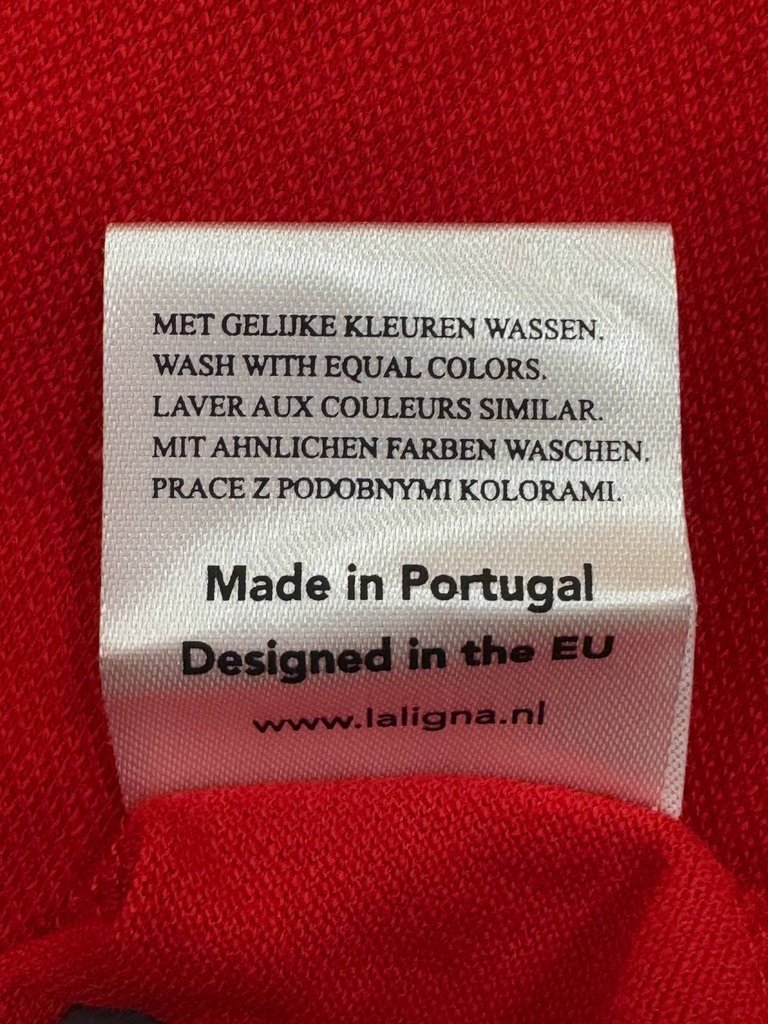 MET GELIJKE KLEUREN WASSEN.
WASH WITH EQUAL COLORS.
LAVER AUX COULEURS SIMILAR.
MIT AHNLICHEN FARBEN WASCHEN.
PRACE Z PODOBNYMI KOLORAMI.
Made in Portugal
Designed in the EU
www.laligna.nl